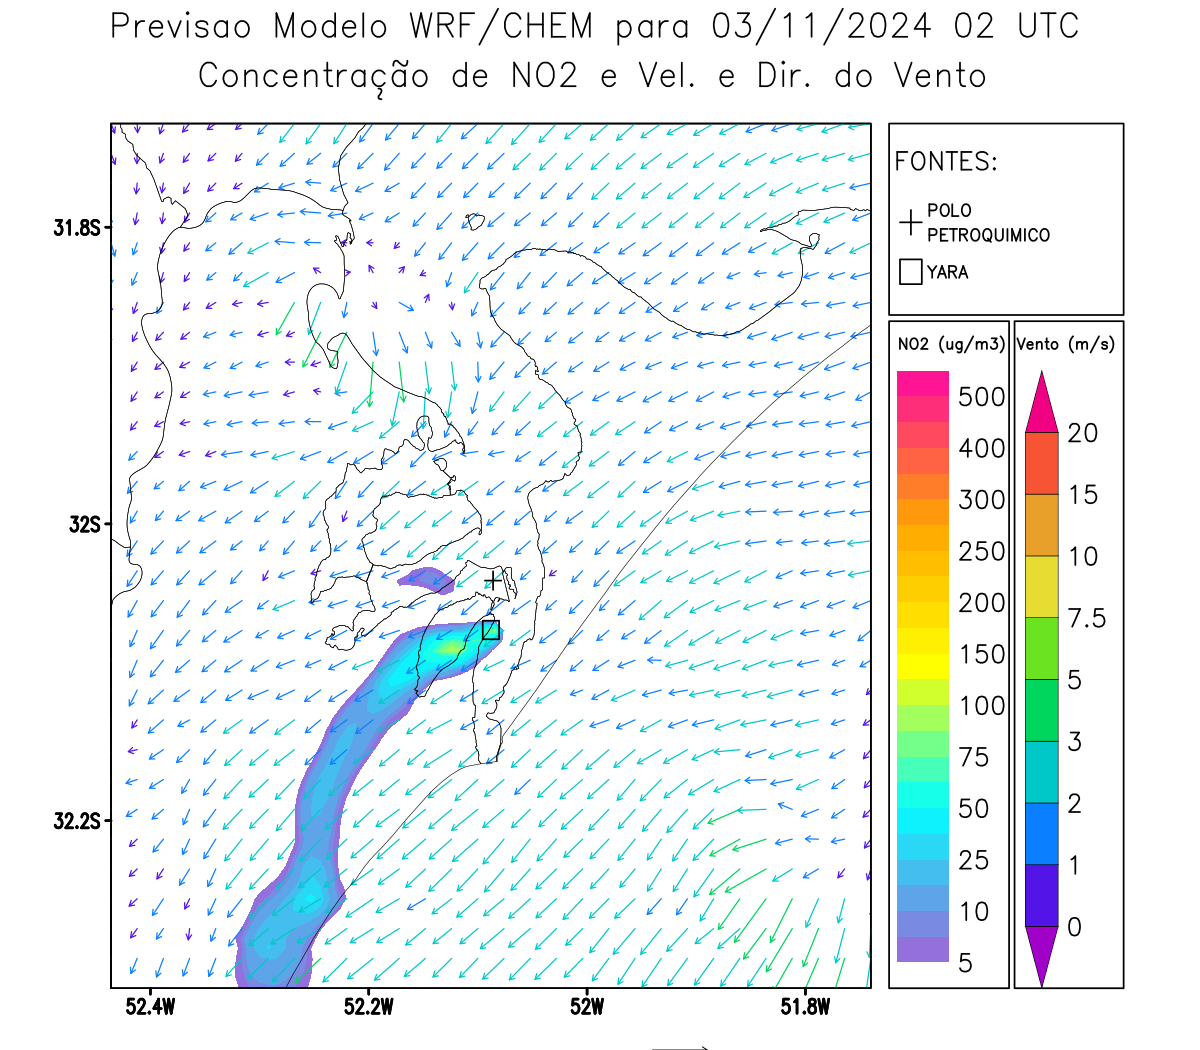 Previsao Modelo WRF/CHEM para 03/11/2024 02 UTC
Concentração de NO2 e Vel. e Dir. do Vento
FONTES:
POLO
PETROQUIMICO
YARA
NO2 (ug/m3)
500
400
300
250
200
150
100
75
50
25
10
5
Vento (m/s)
20
15
10
7.5
5
3
2
1
0
31.8S
32S
32.2S
52.4W
52.2W
52W
51.8W